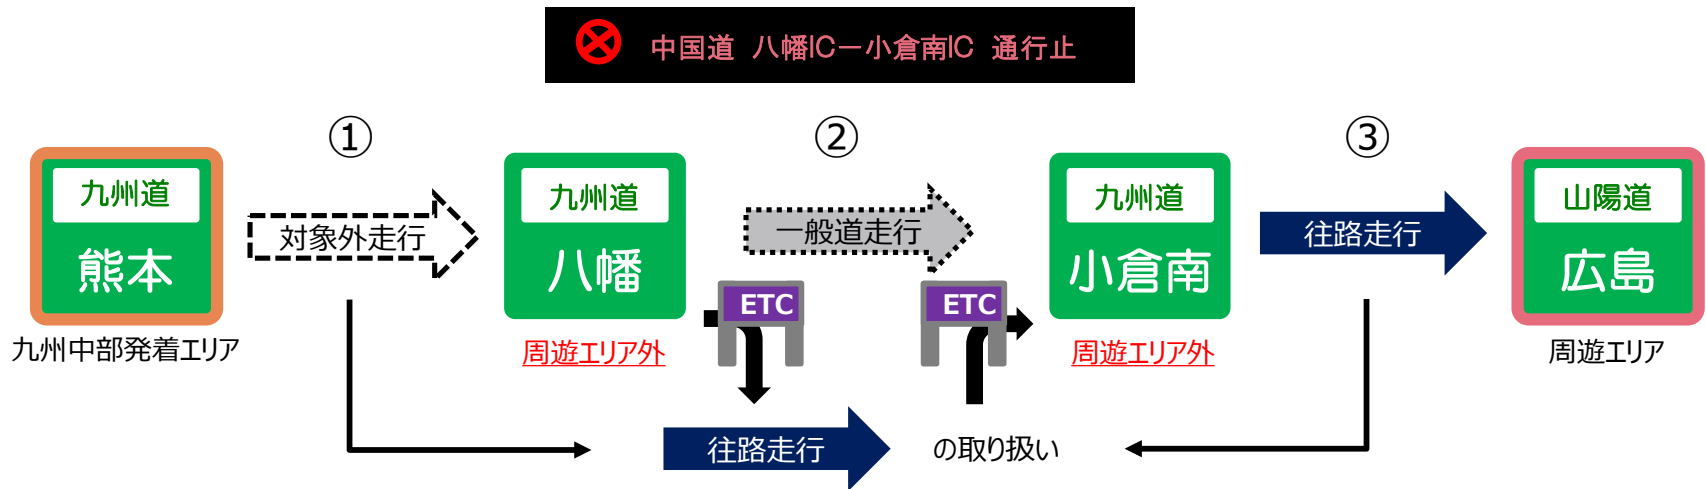 中国道 八幡IC－小倉南IC 通行止
① ② ③
九州道 九州道 九州道 山陽道
対象外走行 一般道走行 往路走行
熊本 八幡 小倉南 広島
ETC ETC
九州中部発着エリア 周遊エリア外 周遊エリア外 周遊エリア
往路走行 の取り扱い